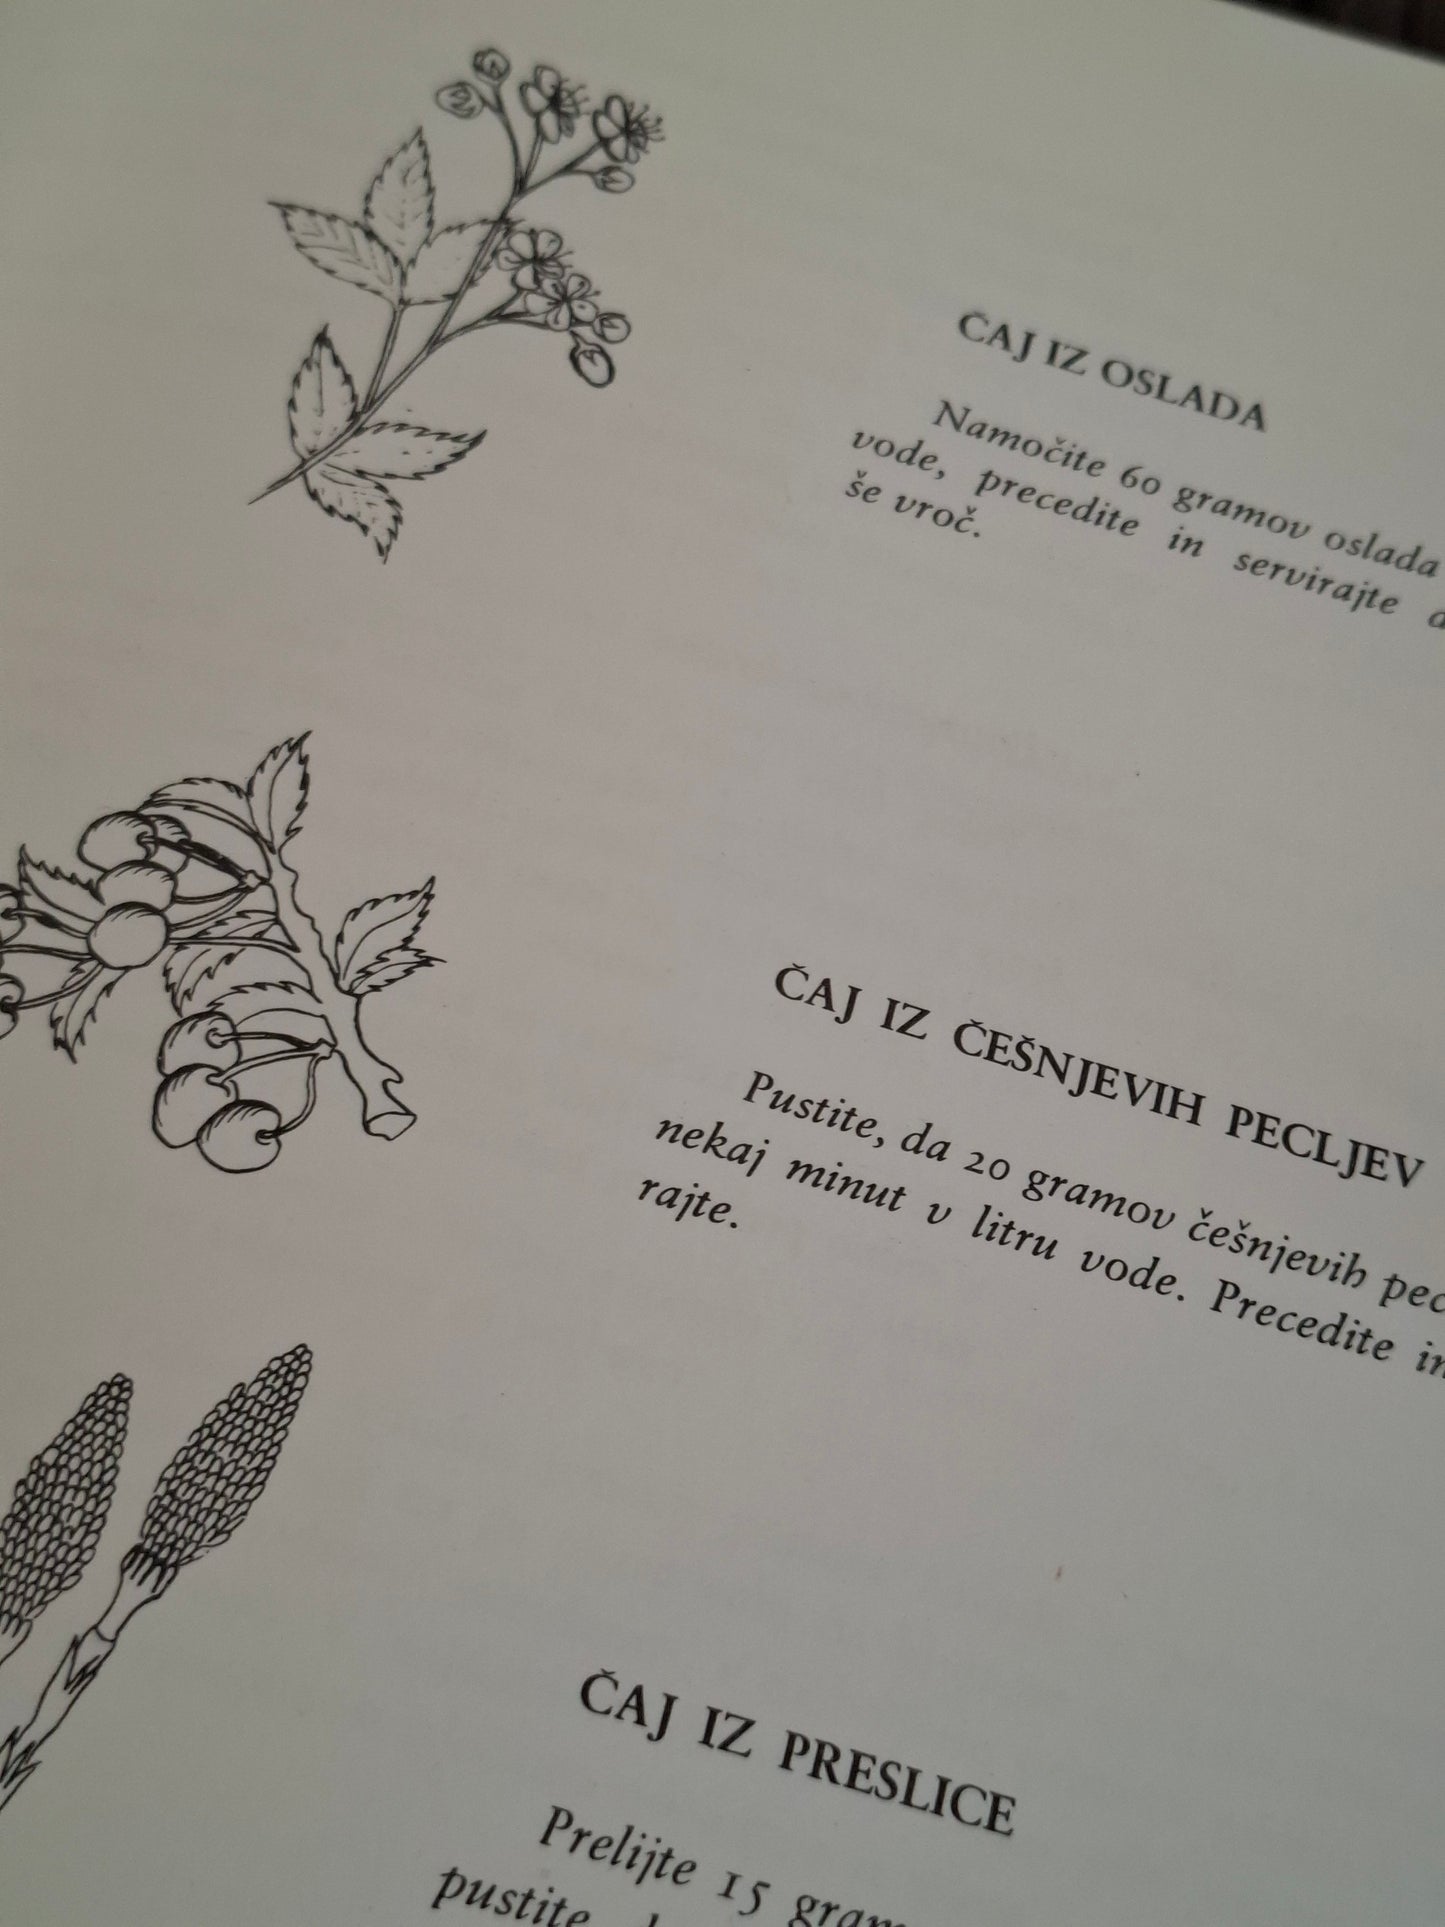 ČAJ IZ OSLADA
Namočite 60 gramov oslada
vode, precedite in servirajte
še vroč.
ČAJ IZ ČEŠNJEVIH PECLJEV
Pustite, da 20 gramov češnjevih
nekaj minut v litru vode. Precedite in
rajte.
ČAJ IZ PRESLICE
Prelijte 15
pustite